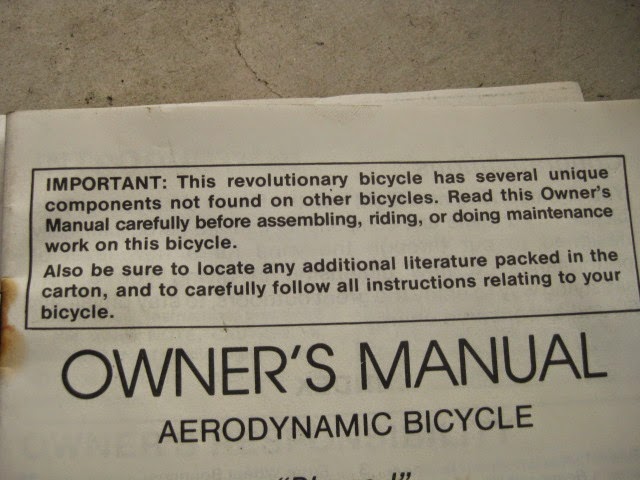 IMPORTANT: This revolutionary bicycle has several unique
components not found on other bicycles. Read this Owner's
Manual carefully before assembling, riding, or doing maintenance
work on this bicycle.
Also be sure to locate any additional literature packed in the
carton, and to carefully follow all instructions relating to your
bicycle.
OWNER'S MANUAL
AERODYNAMIC BICYCLE